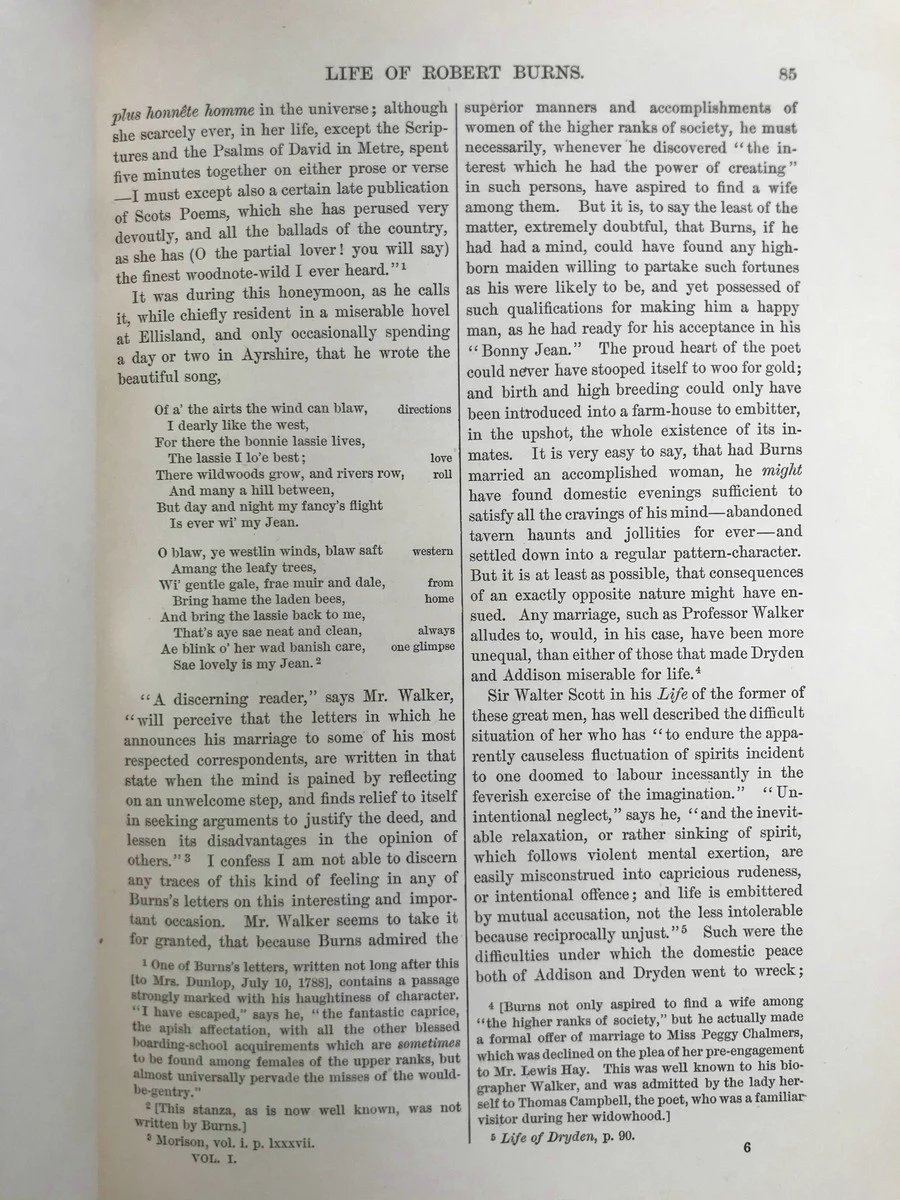 LIFE OF ROBERT BURNS. 85
plus honnête homme in the universe; although
she scarcely ever, in her life, except the Scrip-
tures and the Psalms of David in Metre, spent
five minutes together on either prose or verse
—I must except also a certain late publication
of Scots Poems, which she has perused very
devoutly, and all the ballads of the country,
as she has (O the partial lover! you will say)
the finest woodnote-wild I ever heard."1
It was during this honeymoon, as he calls
it, while chiefly resident in a miserable hovel
at Ellisland, and only occasionally spending
a day or two in Ayrshire, that he wrote the
beautiful song,
Of a' the airts the wind can blaw, directions
I dearly like the west,
For there the bonnie lassie lives,
The lassie I lo'e best; love
There wildwoods grow, and rivers row, roll
And many a hill between,
But day and night my fancy's flight
Is ever wi' my Jean.
O blaw, ye westlin winds, blaw saft western
Amang the leafy trees,
Wi' gentle gale, frae muir and dale, from
Bring hame the laden bees, home
And bring the lassie back to me,
That's aye sae neat and clean, always
Ae blink o' her wad banish care, one glimpse
Sae lovely is my Jean.2
"A discerning reader," says Mr. Walker,
"will perceive that the letters in which he
announces his marriage to some of his most
respected correspondents, are written in that
state when the mind is pained by reflecting
on an unwelcome step, and finds relief to itself
in seeking arguments to justify the deed, and
lessen its disadvantages in the opinion of
others."3 I confess I am not able to discern
any traces of this kind of feeling in any of
Burns's letters on this interesting and impor-
tant occasion. Mr. Walker seems to take it
for granted, that because Burns admired the
1 One of Burns's letters, written not long after this
[to Mrs. Dunlop, July 10, 1788], contains a passage
strongly marked with his haughtiness of character.
"I have escaped," says he, "the fantastic caprice,
the apish affectation, with all the other blessed
boarding-school acquirements which are sometimes
to be found among females of the upper ranks, but
almost universally pervade the misses of the would-
be-gentry."
2 [This stanza, as is now well known, was not
written by Burns.]
3 Morison, vol. i. p. lxxxvii.
VOL. I.
superior manners and accomplishments of
women of the higher ranks of society, he must
necessarily, whenever he discovered "the in-
terest which he had the power of creating"
in such persons, have aspired to find a wife
among them. But it is, to say the least of the
matter, extremely doubtful, that Burns, if he
had had a mind, could have found any high-
born maiden willing to partake such fortunes
as his were likely to be, and yet possessed of
such qualifications for making him a happy
man, as he had ready for his acceptance in his
"Bonny Jean." The proud heart of the poet
could never have stooped itself to woo for gold;
and birth and high breeding could only have
been introduced into a farm-house to embitter,
in the upshot, the whole existence of its in-
mates. It is very easy to say, that had Burns
married an accomplished woman, he might
have found domestic evenings sufficient to
satisfy all the cravings of his mind—abandoned
tavern haunts and jollities for ever—and
settled down into a regular pattern-character.
But it is at least as possible, that consequences
of an exactly opposite nature might have en-
sued. Any marriage, such as Professor Walker
alludes to, would, in his case, have been more
unequal, than either of those that made Dryden
and Addison miserable for life.4
Sir Walter Scott in his Life of the former of
these great men, has well described the difficult
situation of her who has "to endure the appa-
rently causeless fluctuation of spirits incident
to one doomed to labour incessantly in the
feverish exercise of the imagination." "Un-
intentional neglect," says he, "and the inevit-
able relaxation, or rather sinking of spirit,
which follows violent mental exertion, are
easily misconstrued into capricious rudeness,
or intentional offence; and life is embittered
by mutual accusation, not the less intolerable
because reciprocally unjust."5 Such were the
difficulties under which the domestic peace
both of Addison and Dryden went to wreck;
4 [Burns not only aspired to find a wife among
"the higher ranks of society," but he actually made
a formal offer of marriage to Miss Peggy Chalmers,
which was declined on the plea of her pre-engagement
to Mr. Lewis Hay. This was well known to his bio-
grapher Walker, and was admitted by the lady her-
self to Thomas Campbell, the poet, who was a familiar
visitor during her widowhood.]
5 Life of Dryden, p. 90.
6